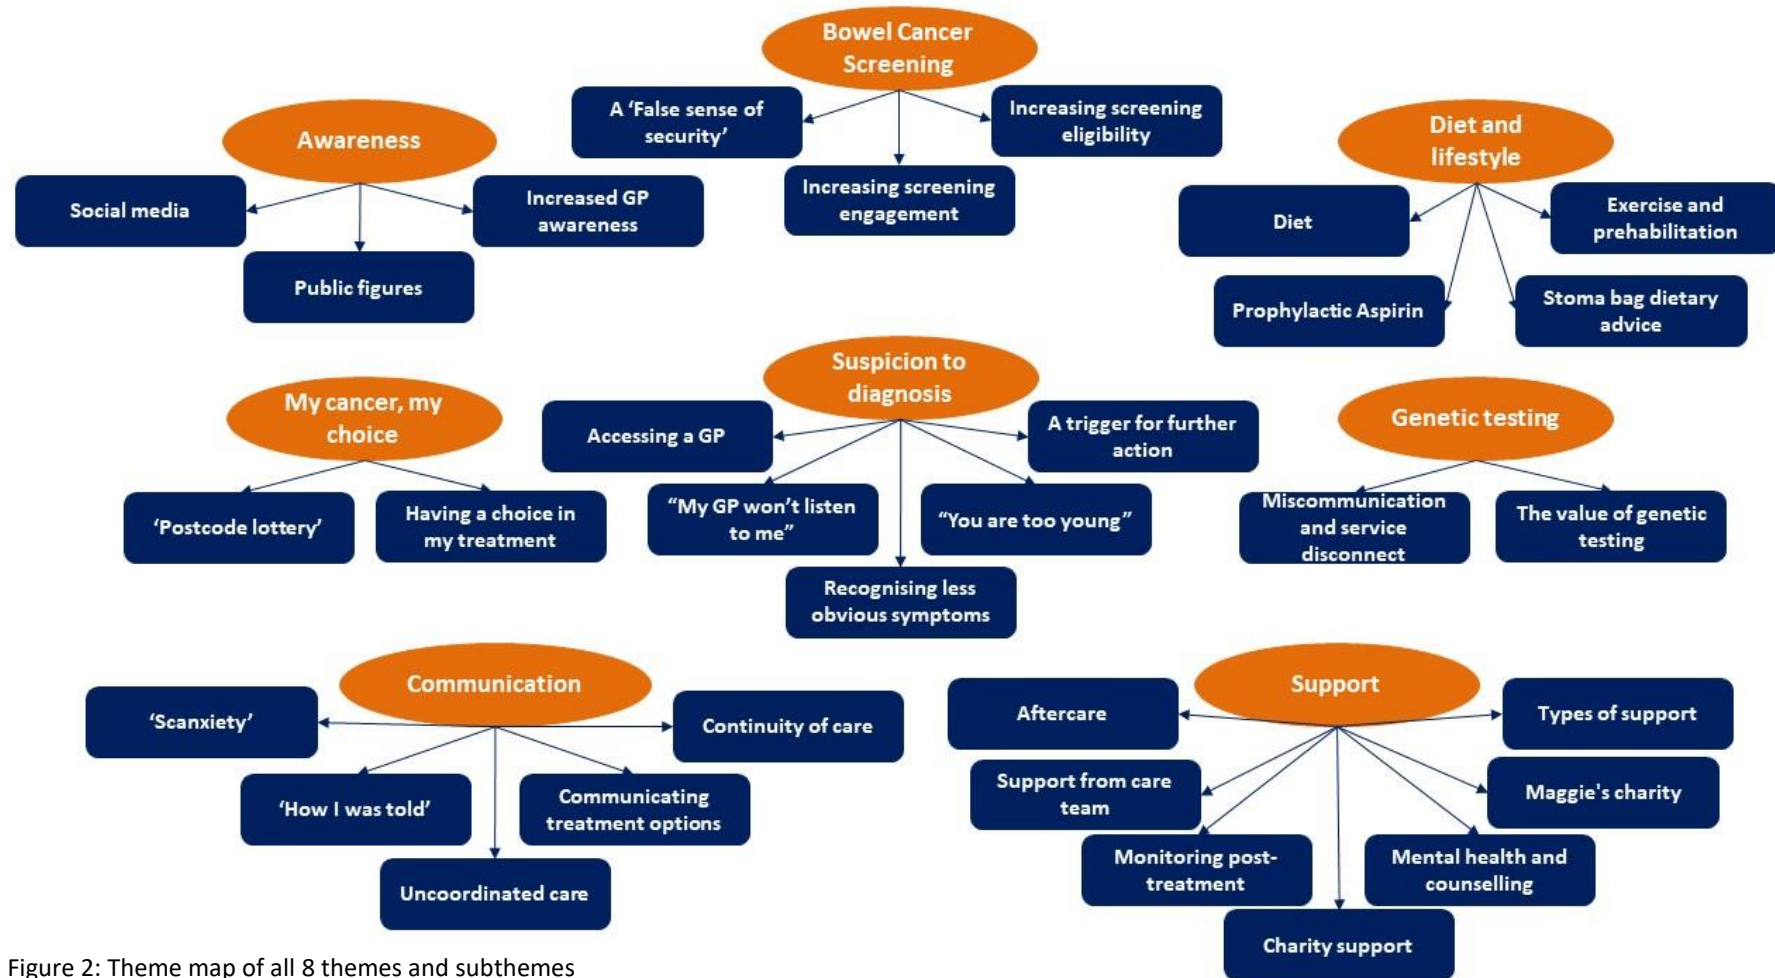 Bowel Cancer
Screening
A ‘False sense of
security’
Increasing screening
eligibility
Increasing screening
engagement
Awareness
Social media
Increased GP
awareness
Public figures
Diet and
lifestyle
Diet
Exercise and
prehabilitation
Prophylactic Aspirin
Stoma bag dietary
advice
My cancer, my
choice
‘Postcode lottery’
Having a choice in
my treatment
Suspicion to
diagnosis
Accessing a GP
A trigger for further
action
“My GP won’t listen
to me”
“You are too young”
Recognising less
obvious symptoms
Genetic testing
Miscommunication
and service
disconnect
The value of genetic
testing
Communication
‘Scanxiety’
Continuity of care
‘How I was told’
Communicating
treatment options
Uncoordinated care
Support
Aftercare
Types of support
Support from care
team
Maggie's charity
Monitoring post-
treatment
Mental health and
counselling
Charity support
Figure 2: Theme map of all 8 themes and subthemes